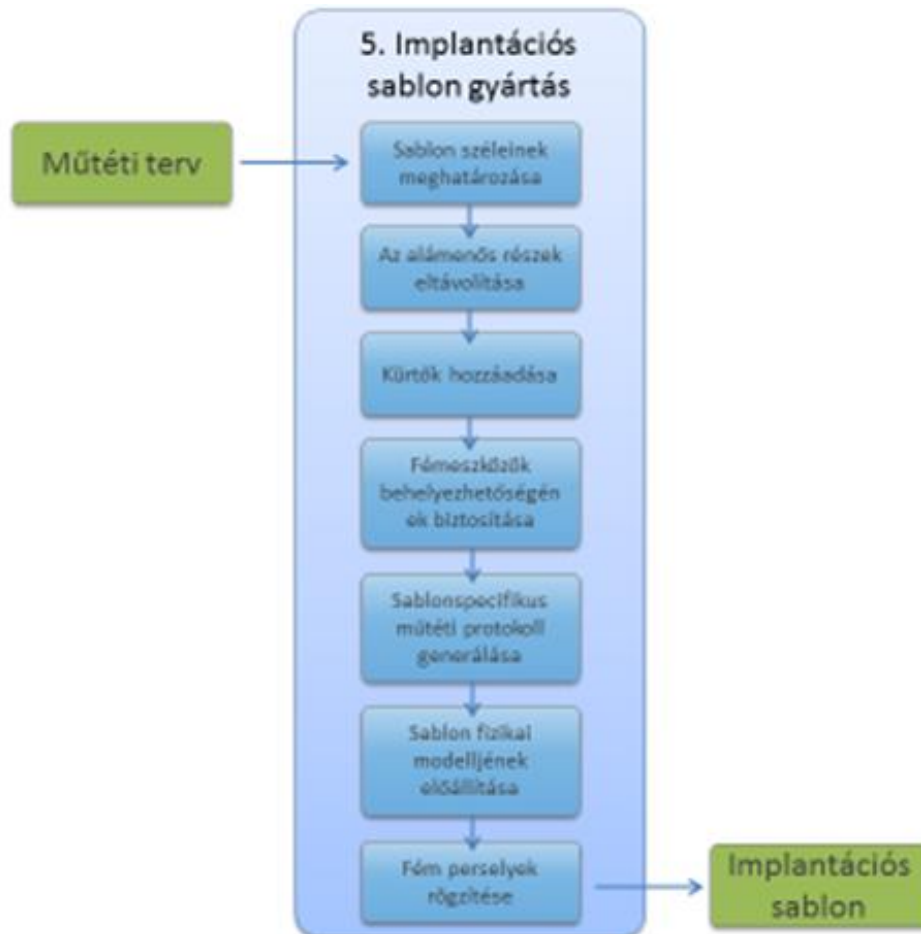 5. Implantációs
sablon gyártás
Műtéti terv
Sablon széleinek
meghatározása
Az alámenős részek
eltávolítása
Kürtők hozzáadása
Fémeszközök
behelyezhetőségén
ek biztosítása
Sablonspecifikus
műtéti protokoll
generálása
Sablon fizikai
modelljének
előállítása
Fém perselyek
rögzítése
Implantációs
sablon